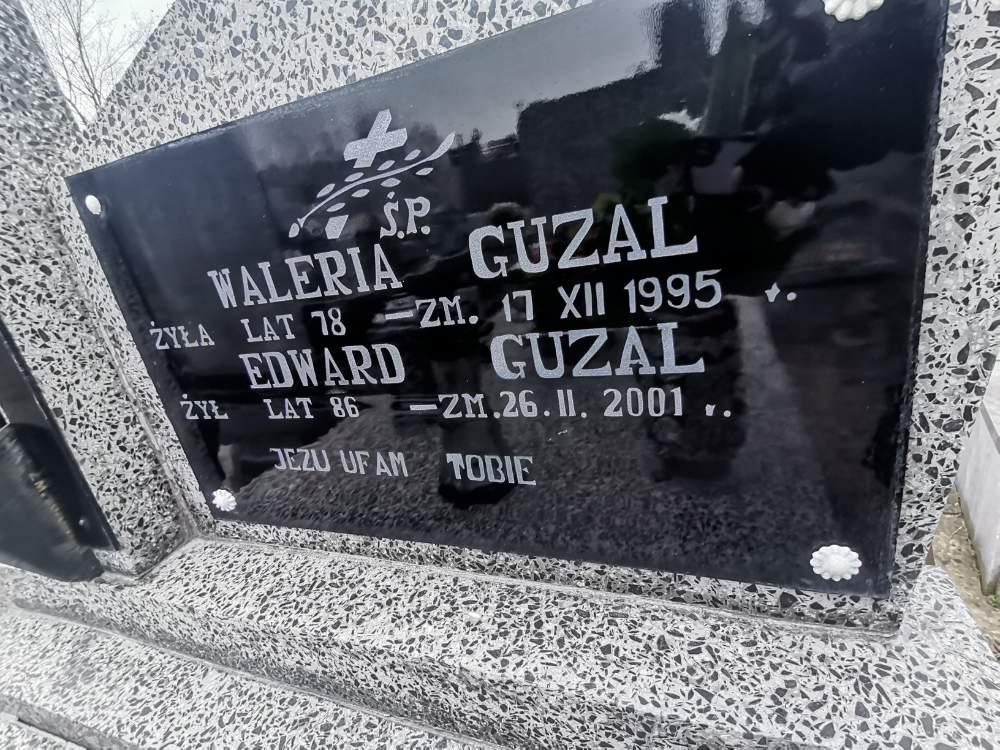 Ś.P.
WALERIA GUZAL
ŻYŁA LAT 78 – ZM. 17 XII 1995 r.
EDWARD GUZAL
ŻYŁ LAT 86 – ZM. 26. II. 2001 r.
JEZU UFAM TOBIE